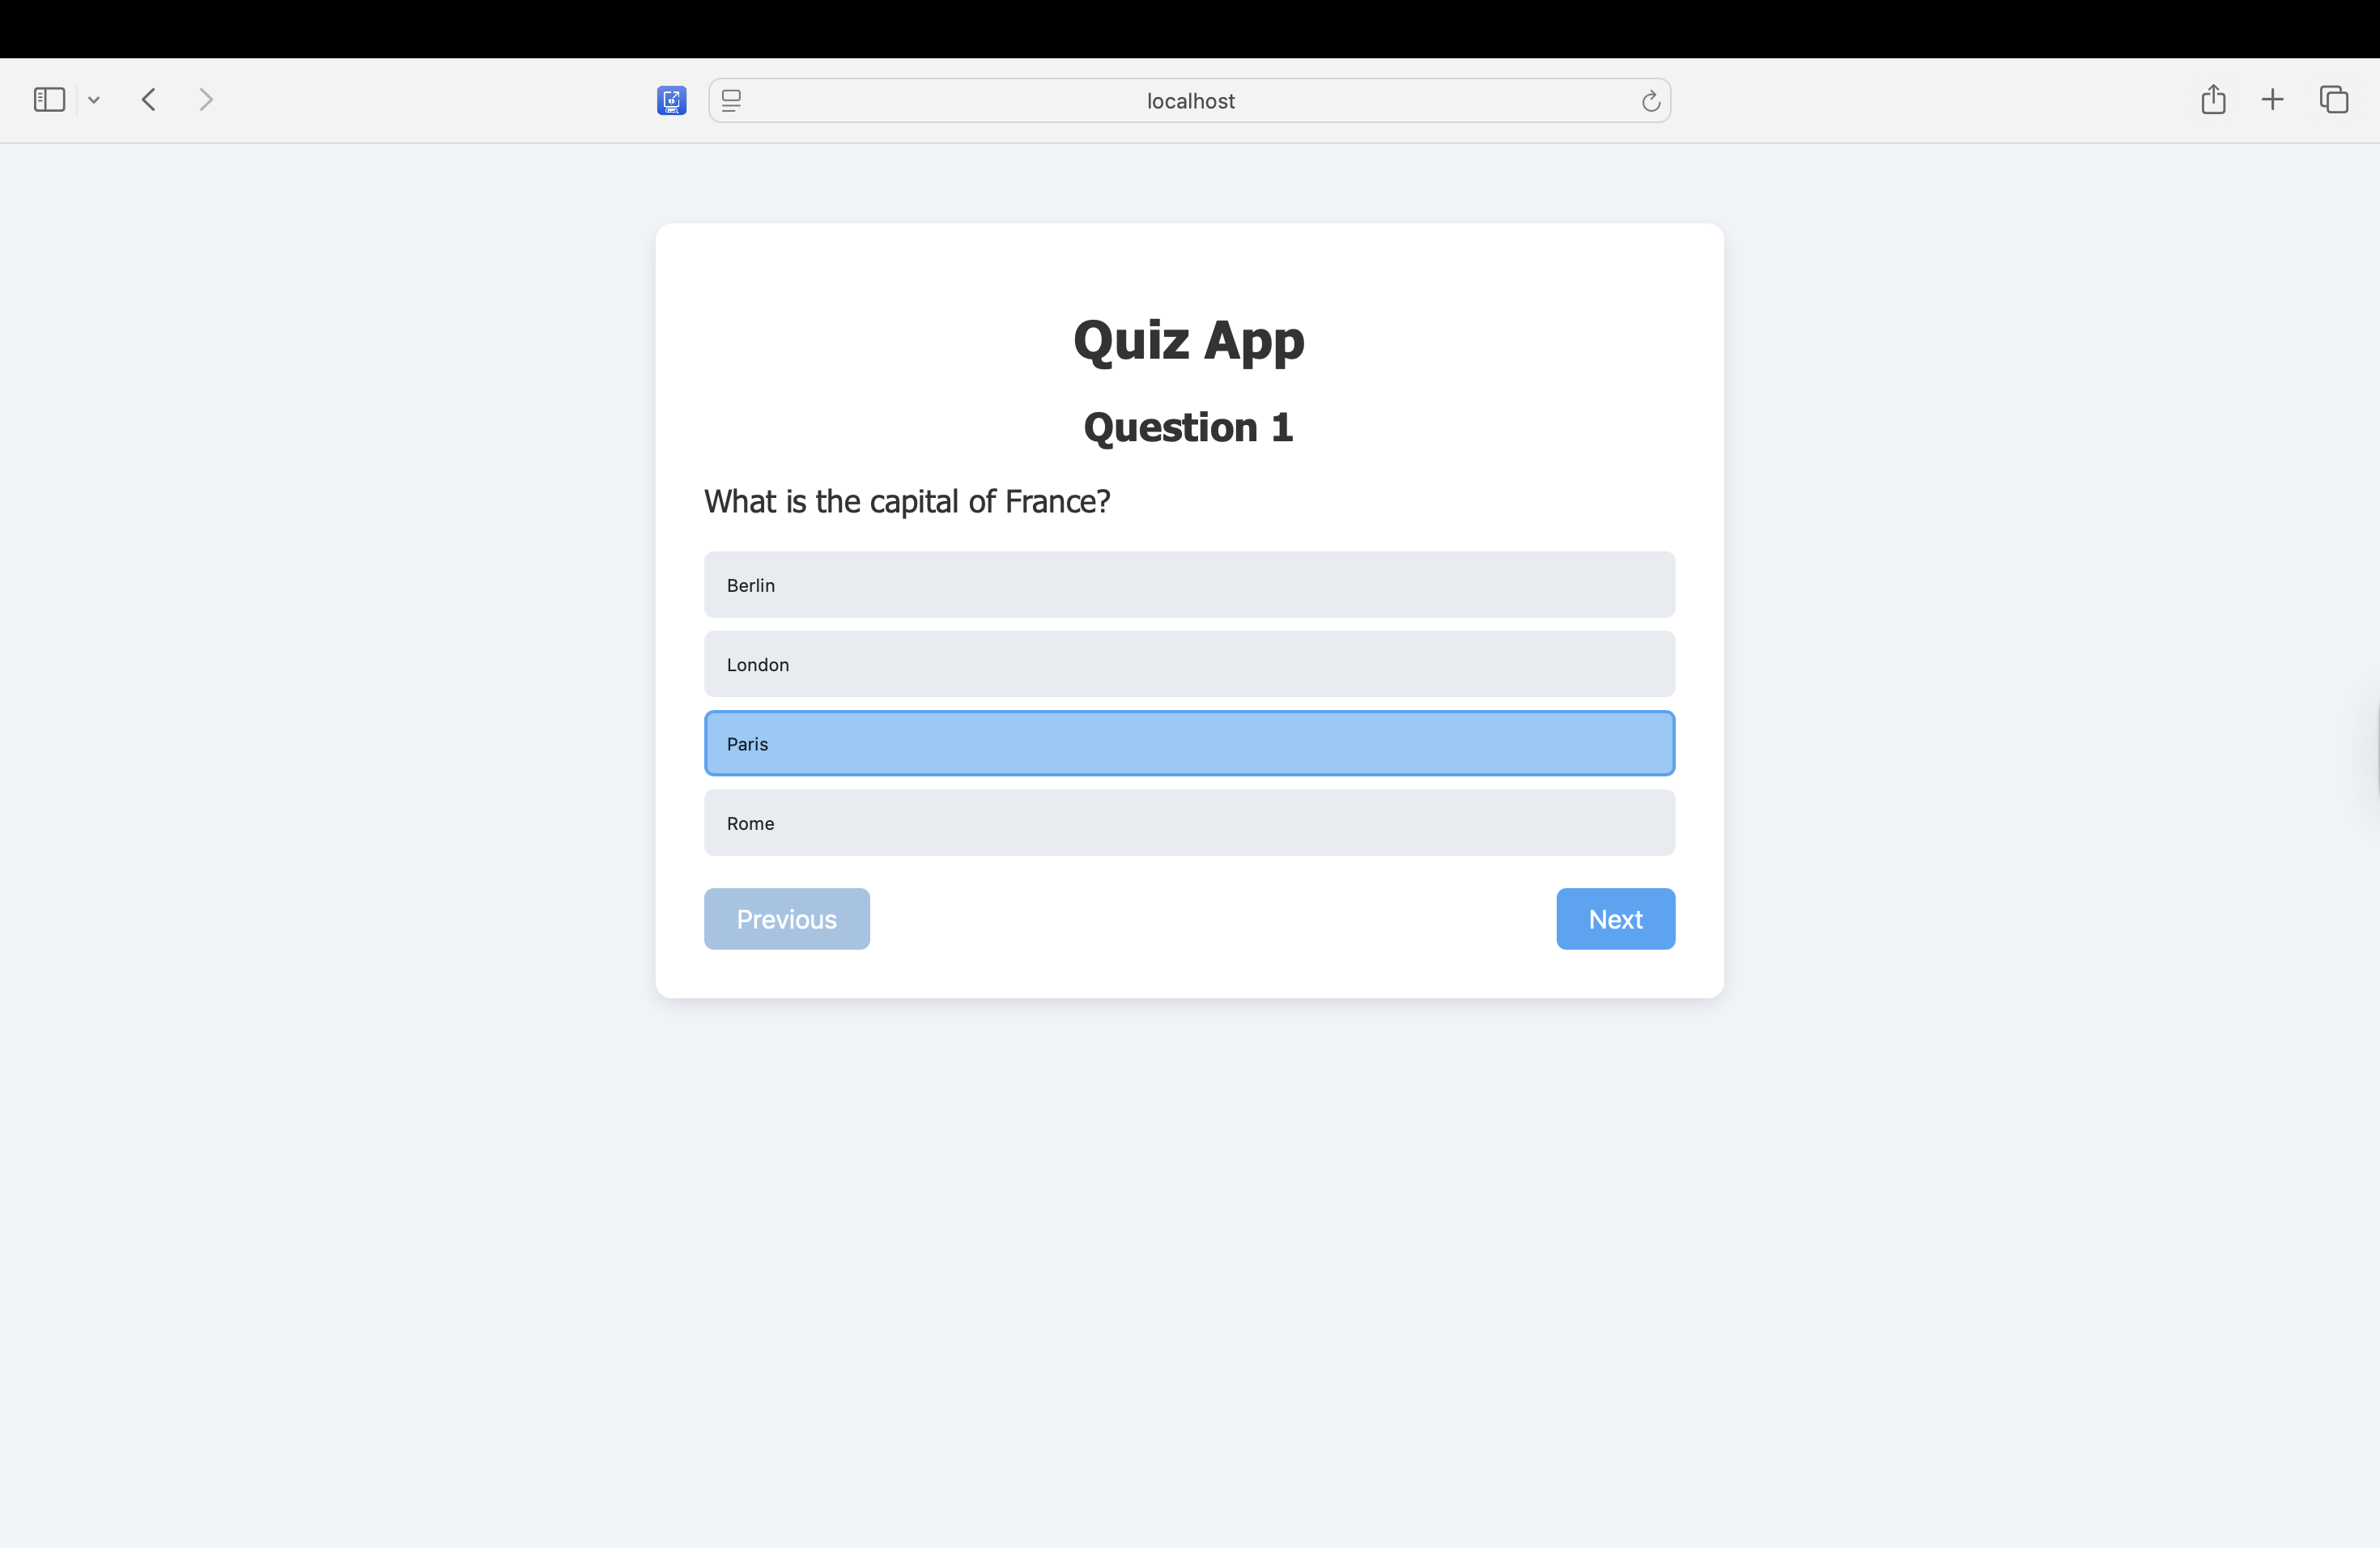 localhost
Quiz App
Question 1
What is the capital of France?
Berlin
London
Paris
Rome
Previous
Next